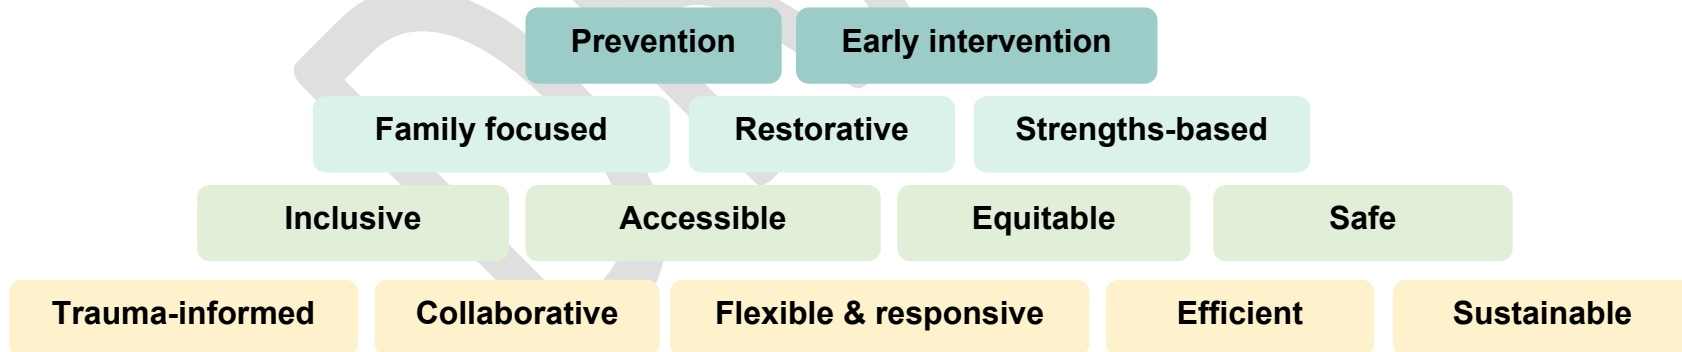 Prevention Early intervention
Family focused Restorative Strengths-based
Inclusive Accessible Equitable Safe
Trauma-informed Collaborative Flexible & responsive Efficient Sustainable